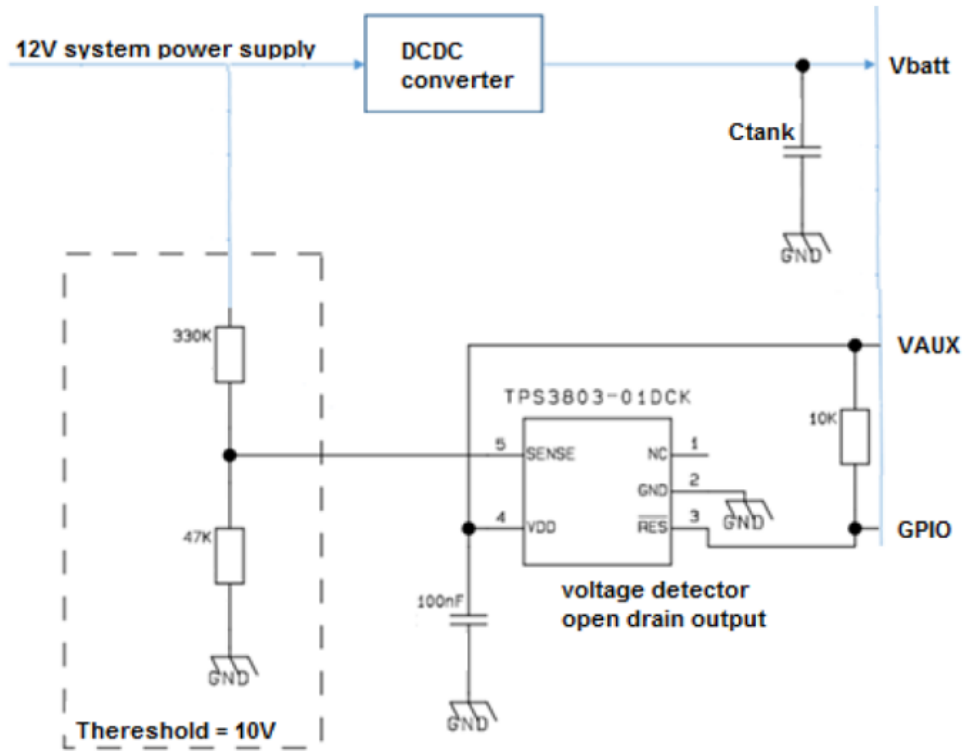 12V system power supply
DCDC
converter
Vbatt
Ctank
GND
330K
VAUX
TPS3803-01DCK
10K
5
SENSE
NC
1
GND
2
GND
47K
4
VDD
RES
3
GPIO
100nF
voltage detector
open drain output
GND
GND
Thereshold = 10V